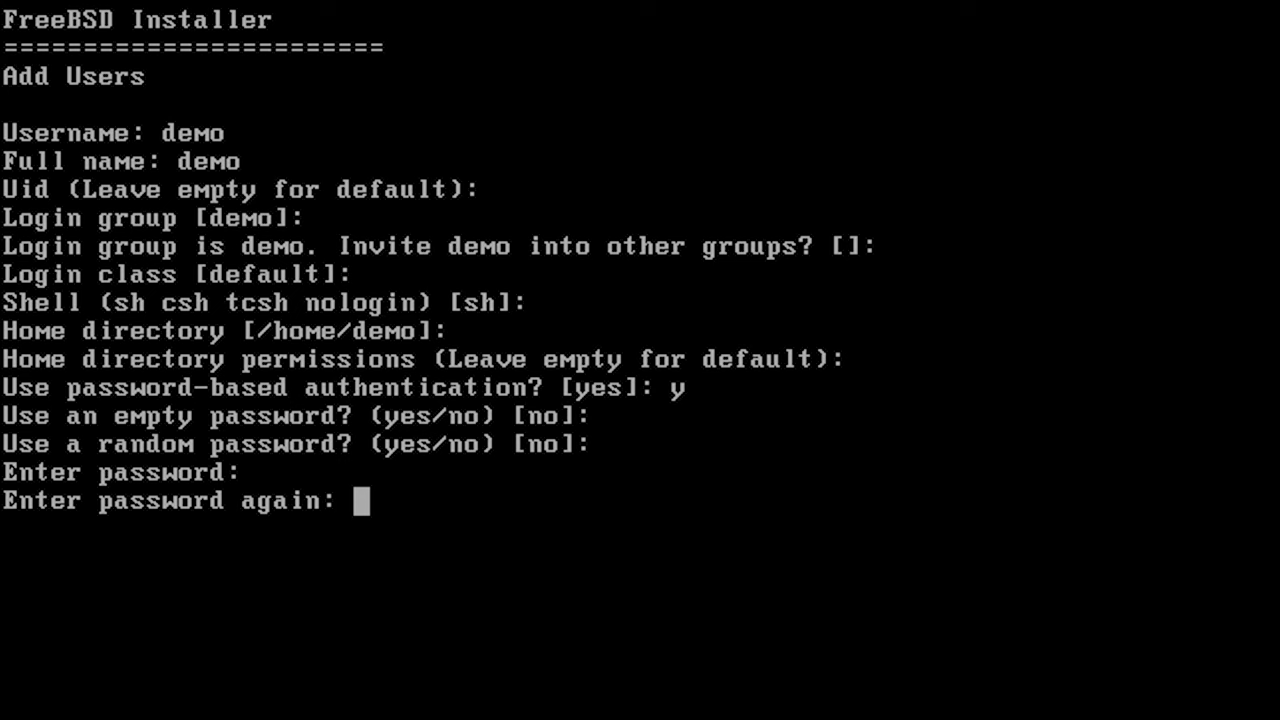 FreeBSD Installer
========================
Add Users
Username: demo
Full name: demo
Uid (Leave empty for default):
Login group [demo]:
Login group is demo. Invite demo into other groups? []:
Login class [default]:
Shell (sh csh tcsh nologin) [sh]:
Home directory [/home/demo]:
Home directory permissions (Leave empty for default):
Use password-based authentication? [yes]: y
Use an empty password? (yes/no) [no]:
Use a random password? (yes/no) [no]:
Enter password:
Enter password again: